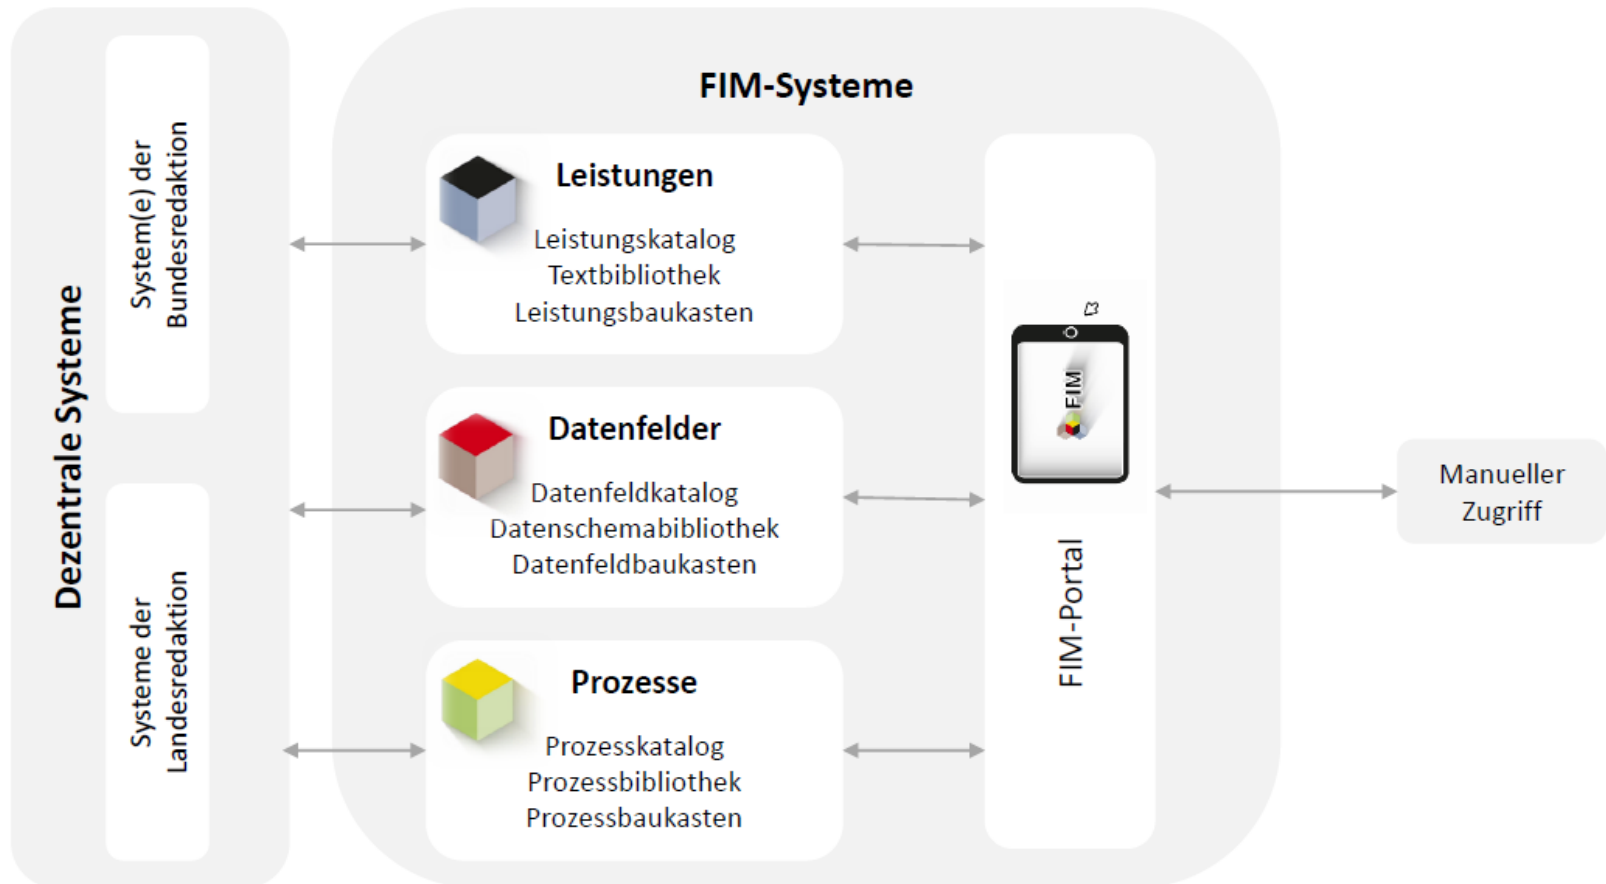 Dezentrale Systeme
System(e) der
Bundesredaktion
Systeme der
Landesredaktion
FIM-Systeme
Leistungen
Leistungskatalog
Textbibliothek
Leistungsbaukasten
Datenfelder
Datenfeldkatalog
Datenschemabibliothek
Datenfeldbaukasten
Prozesse
Prozesskatalog
Prozessbibliothek
Prozessbaukasten
FIM
FIM-Portal
Manueller
Zugriff